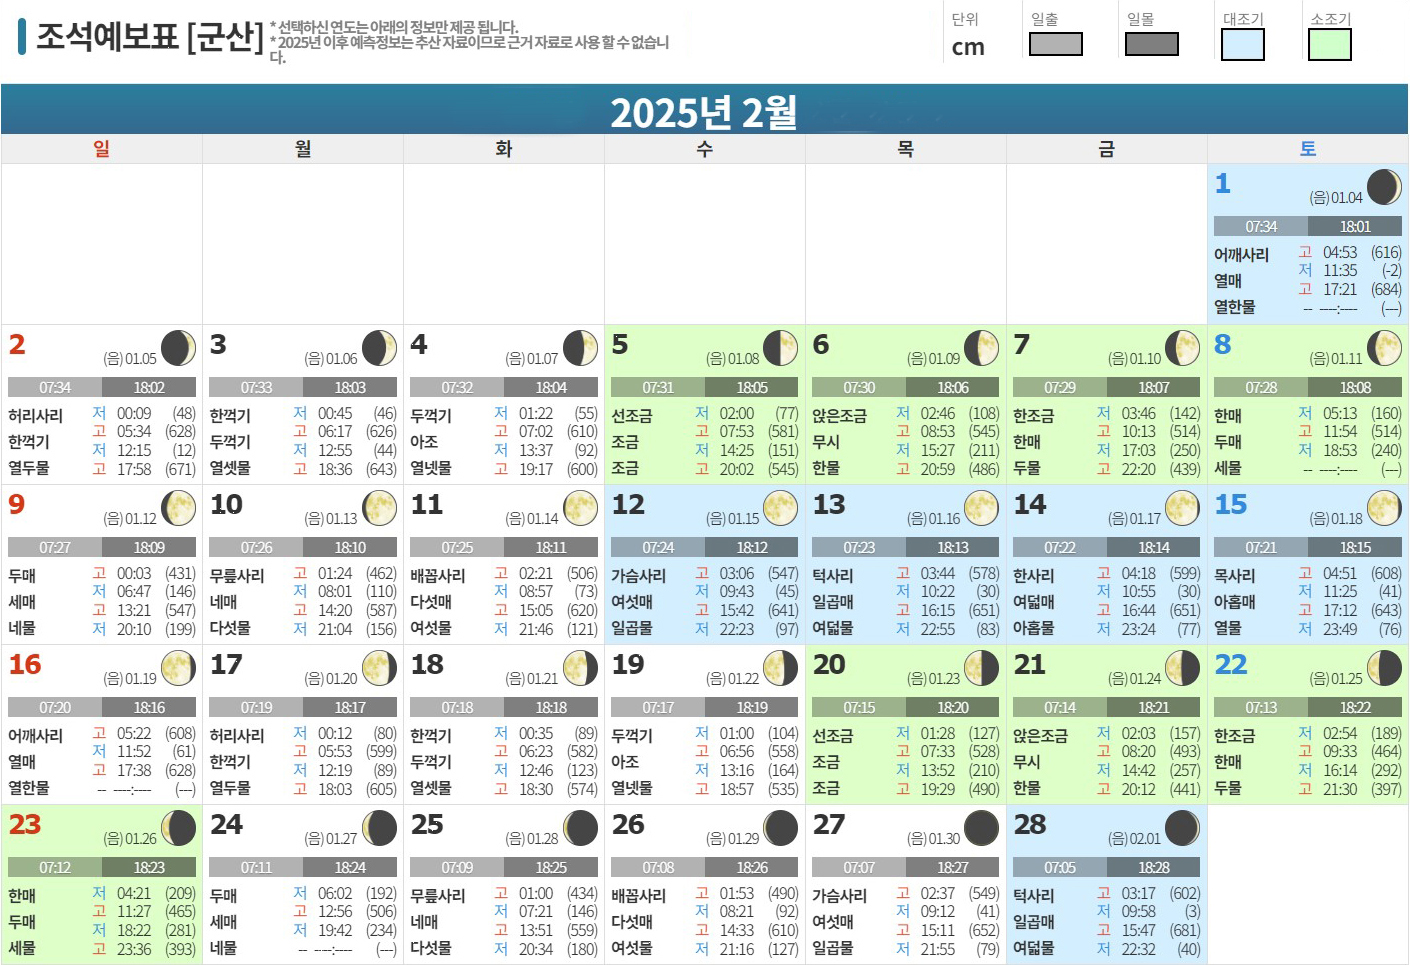 조석예보표 [군산]
* 선택하신 연도는 아래의 정보만 제공 됩니다.
* 2025년 이후 예측정보는 추산 자료이므로 근거 자료로 사용 할 수 없습니
다.
단위 일출 일몰 대조기 소조기
cm
2025년 2월
일 월 화 수 목 금 토
1
(음) 01.04
07:34 18:01
어깨사리
열매
열한물
고 04:53 (616)
저 11:35 (-2)
고 17:21 (684)
-- ----:---- (---)
2
(음) 01.05
07:34 18:02
허리사리
한꺽기
열두물
저 00:09 (48)
고 05:34 (628)
저 12:15 (12)
고 17:58 (671)
3
(음) 01.06
07:33 18:03
한꺽기
두꺽기
열셋물
저 00:45 (46)
고 06:17 (626)
저 12:55 (44)
고 18:36 (643)
4
(음) 01.07
07:32 18:04
두꺽기
아조
열넷물
저 01:22 (55)
고 07:02 (610)
저 13:37 (92)
고 19:17 (600)
5
(음) 01.08
07:31 18:05
선조금
조금
조금
저 02:00 (77)
고 07:53 (581)
저 14:25 (151)
고 20:02 (545)
6
(음) 01.09
07:30 18:06
앉은조금
무시
한물
저 02:46 (108)
고 08:53 (545)
저 15:27 (211)
고 20:59 (486)
7
(음) 01.10
07:29 18:07
한조금
한매
두물
저 03:46 (142)
고 10:13 (514)
저 17:03 (250)
고 22:20 (439)
8
(음) 01.11
07:28 18:08
한매
두매
세물
저 05:13 (160)
고 11:54 (514)
저 18:53 (240)
-- ----:---- (---)
9
(음) 01.12
07:27 18:09
두매
세매
네물
고 00:03 (431)
저 06:47 (146)
고 13:21 (547)
저 20:10 (199)
10
(음) 01.13
07:26 18:10
무릎사리
네매
다섯물
고 01:24 (462)
저 08:01 (110)
고 14:20 (587)
저 21:04 (156)
11
(음) 01.14
07:25 18:11
배꼽사리
다섯매
여섯물
고 02:21 (506)
저 08:57 (73)
고 15:05 (620)
저 21:46 (121)
12
(음) 01.15
07:24 18:12
가슴사리
여섯매
일곱물
고 03:06 (547)
저 09:43 (45)
고 15:42 (641)
저 22:23 (97)
13
(음) 01.16
07:23 18:13
턱사리
일곱매
여덟물
고 03:44 (578)
저 10:22 (30)
고 16:15 (651)
저 22:55 (83)
14
(음) 01.17
07:22 18:14
한사리
여덟매
아홉물
고 04:18 (599)
저 10:55 (30)
고 16:44 (651)
저 23:24 (77)
15
(음) 01.18
07:21 18:15
목사리
아홉매
열물
고 04:51 (608)
저 11:25 (41)
고 17:12 (643)
저 23:49 (76)
16
(음) 01.19
07:20 18:16
어깨사리
열매
열한물
고 05:22 (608)
저 11:52 (61)
고 17:38 (628)
-- ----:---- (---)
17
(음) 01.20
07:19 18:17
허리사리
한꺽기
열두물
저 00:12 (80)
고 05:53 (599)
저 12:19 (89)
고 18:03 (605)
18
(음) 01.21
07:18 18:18
한꺽기
두꺽기
열셋물
저 00:35 (89)
고 06:23 (582)
저 12:46 (123)
고 18:30 (574)
19
(음) 01.22
07:17 18:19
두꺽기
아조
열넷물
저 01:00 (104)
고 06:56 (558)
저 13:16 (164)
고 18:57 (535)
20
(음) 01.23
07:15 18:20
선조금
조금
조금
저 01:28 (127)
고 07:33 (528)
저 13:52 (210)
고 19:29 (490)
21
(음) 01.24
07:14 18:21
앉은조금
무시
한물
저 02:03 (157)
고 08:20 (493)
저 14:42 (257)
고 20:12 (441)
22
(음) 01.25
07:13 18:22
한조금
한매
두물
저 02:54 (189)
고 09:33 (464)
저 16:14 (292)
고 21:30 (397)
23
(음) 01.26
07:12 18:23
한매
두매
세물
저 04:21 (209)
고 11:27 (465)
저 18:22 (281)
고 23:36 (393)
24
(음) 01.27
07:11 18:24
두매
세매
네물
저 06:02 (192)
고 12:56 (506)
저 19:42 (234)
-- ----:---- (---)
25
(음) 01.28
07:09 18:25
무릎사리
네매
다섯물
고 01:00 (434)
저 07:21 (146)
고 13:51 (559)
저 20:34 (180)
26
(음) 01.29
07:08 18:26
배꼽사리
다섯매
여섯물
고 01:53 (490)
저 08:21 (92)
고 14:33 (610)
저 21:16 (127)
27
(음) 01.30
07:07 18:27
가슴사리
여섯매
일곱물
고 02:37 (549)
저 09:12 (41)
고 15:11 (652)
저 21:55 (79)
28
(음) 02.01
07:05 18:28
턱사리
일곱매
여덟물
고 03:17 (602)
저 09:58 (3)
고 15:47 (681)
저 22:32 (40)